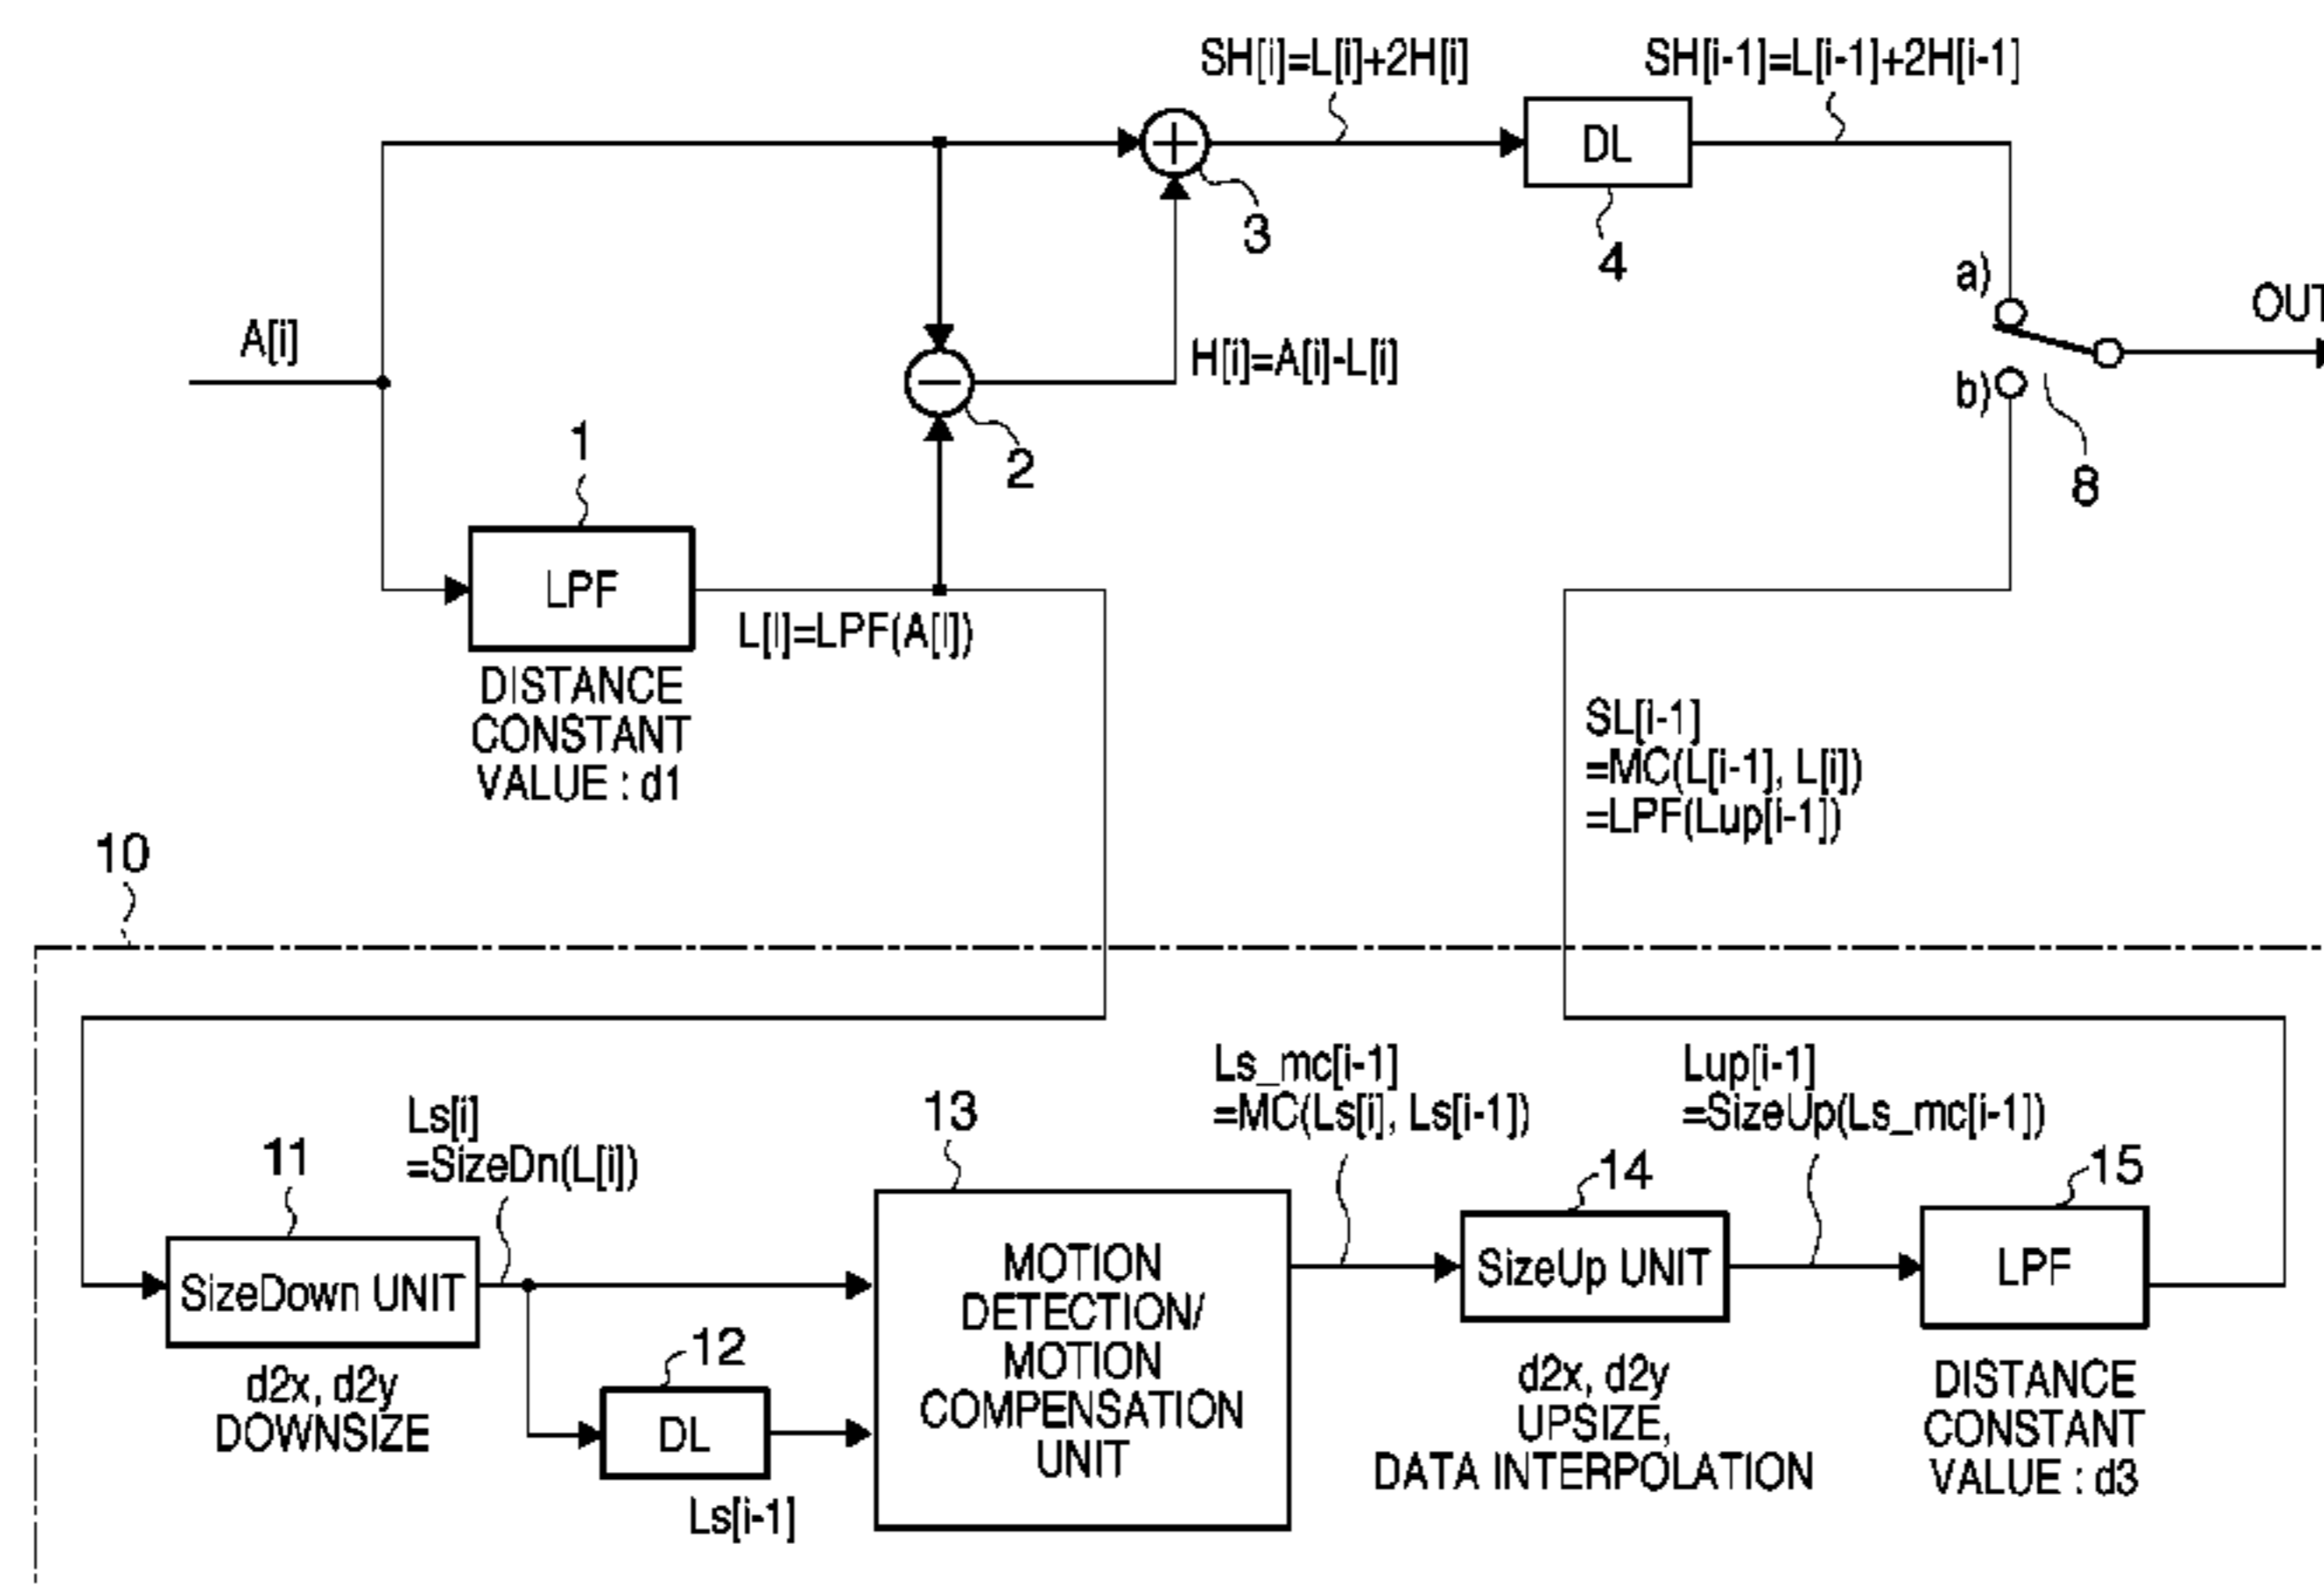 SH[i]=L[i]+2H[i]
SH[i-1]=L[i-1]+2H[i-1]
DL
3
4
a)
A[i]
OUT
H[i]=A[i]-L[i]
b)
1
2
8
LPF
L[i]=LPF(A[i])
DISTANCE
CONSTANT
VALUE : d1
SL[i-1]
=MC(L[i-1], L[i])
=LPF(Lup[i-1])
10
Ls[i]
=SizeDn(L[i])
11
13
Ls_mc[i-1]
=MC(Ls[i], Ls[i-1])
Lup[i-1]
=SizeUp(Ls_mc[i-1])
14
15
SizeDown UNIT
d2x, d2y
DOWNSIZE
12
DL
Ls[i-1]
MOTION
DETECTION/
MOTION
COMPENSATION
UNIT
SizeUp UNIT
d2x, d2y
UPSIZE,
DATA INTERPOLATION
LPF
DISTANCE
CONSTANT
VALUE : d3